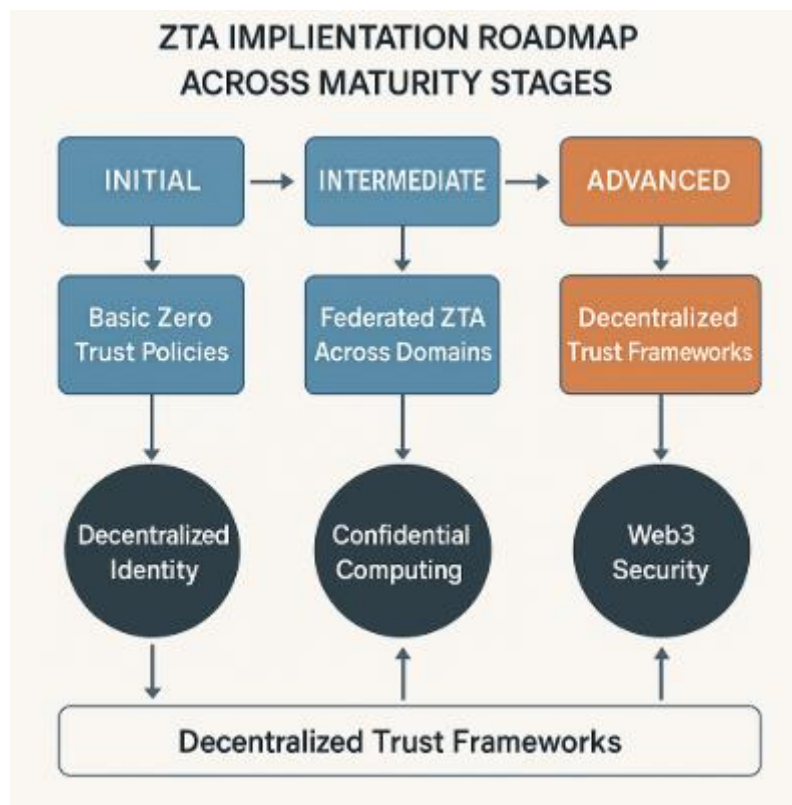 ZTA IMPLIENTATION ROADMAP
ACROSS MATURITY STAGES
INITIAL
INTERMEDIATE
ADVANCED
Basic Zero
Trust Policies
Federated ZTA
Across Domains
Decentralized
Trust Frameworks
Decentralized
Identity
Confidential
Computing
Web3
Security
Decentralized Trust Frameworks